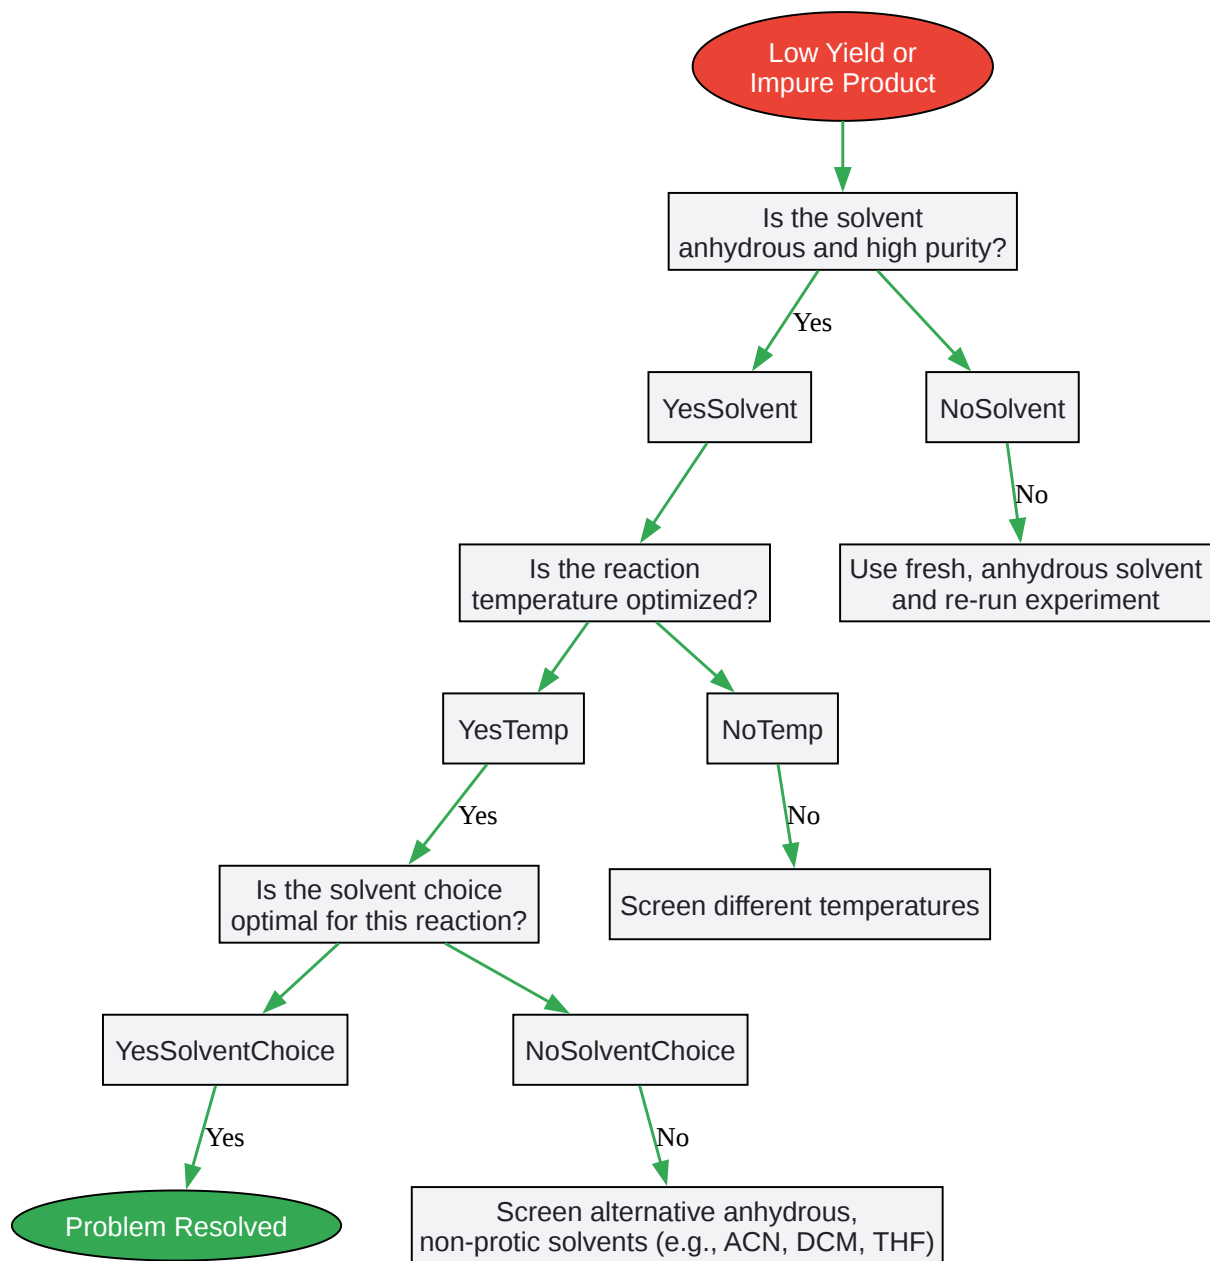 Low Yield or
Impure Product
Is the solvent
anhydrous and high purity?
Yes
YesSolvent
NoSolvent
No
Is the reaction
temperature optimized?
Use fresh, anhydrous solvent
and re-run experiment
YesTemp
NoTemp
Yes
No
Is the solvent choice
optimal for this reaction?
Screen different temperatures
YesSolventChoice
NoSolventChoice
Yes
No
Problem Resolved
Screen alternative anhydrous,
non-protic solvents (e.g., ACN, DCM, THF)